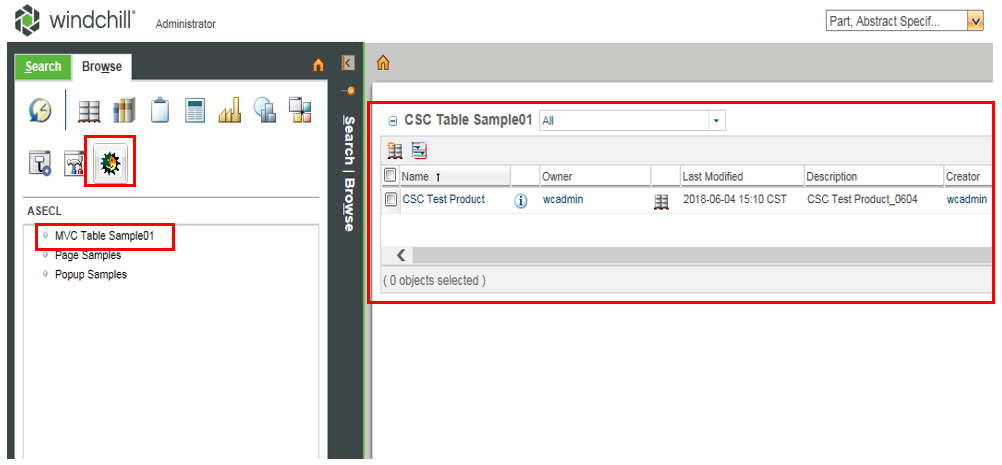 windchill® Administrator Part, Abstract Specif...
Search Browse
ASECL
MVC Table Sample01
Page Samples
Popup Samples
Search | Browse
CSC Table Sample01 All
Name ↑ Owner Last Modified Description Creator
CSC Test Product wcadmin 2018-06-04 15:10 CST CSC Test Product_0604 wcadmin
( 0 objects selected )